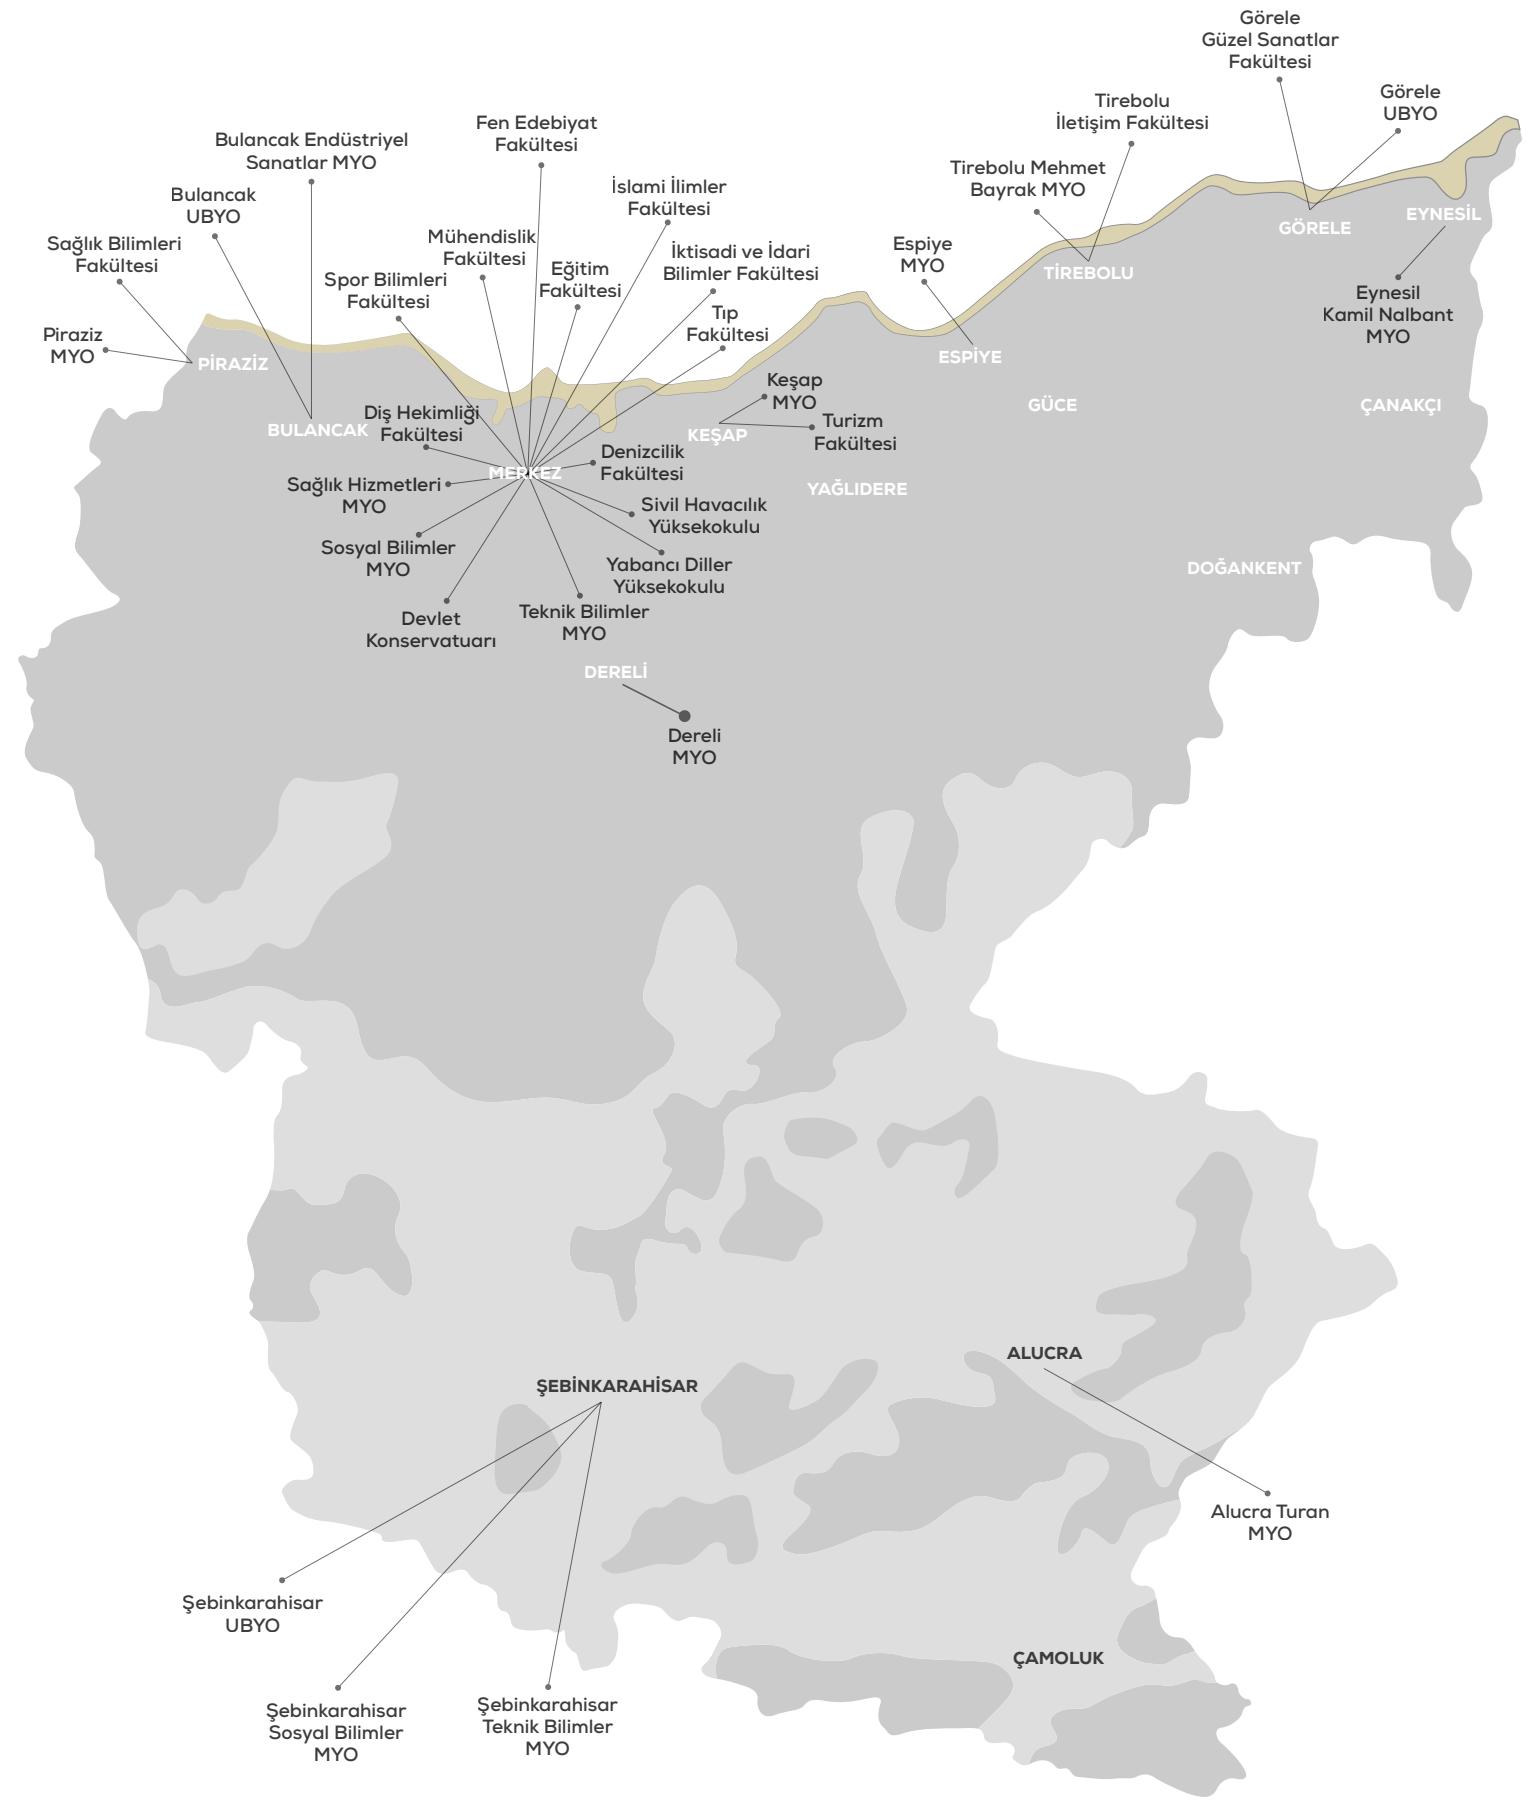 Görele
Güzel Sanatlar
Fakültesi
Görele
UBYO
Tirebolu
İletişim Fakültesi
Fen Edebiyat
Fakültesi
Bulancak Endüstriyel
Sanatlar MYO
Tirebolu Mehmet
Bayrak MYO
İslami İlimler
Fakültesi
Bulancak
UBYO
EYNESİL
GÖRELE
Mühendislik
Fakültesi
Sağlık Bilimleri
Fakültesi
İktisadi ve İdari
Bilimler Fakültesi
Espiye
MYO
Eğitim
Fakültesi
TİREBOLU
Spor Bilimleri
Fakültesi
Eynesil
Kamil Nalbant
MYO
Tıp
Fakültesi
Piraziz
MYO
PİRAZİZ
ESPİYE
Keşap
MYO
GÜCE
ÇANAKÇI
Diş Hekimliği
Fakültesi
Turizm
Fakültesi
BULANCAK
KEŞAP
Denizcilik
Fakültesi
MERKEZ
Sağlık Hizmetleri
MYO
YAĞLIDERE
Sivil Havacılık
Yüksekokulu
Sosyal Bilimler
MYO
Yabancı Diller
Yüksekokulu
DOĞANKENT
Devlet
Konservatuarı
Teknik Bilimler
MYO
DERELİ
Dereli
MYO
ALUCRA
ŞEBİNKARAHİSAR
Alucra Turan
MYO
Şebinkarahisar
UBYO
ÇAMOLUK
Şebinkarahisar
Sosyal Bilimler
MYO
Şebinkarahisar
Teknik Bilimler
MYO